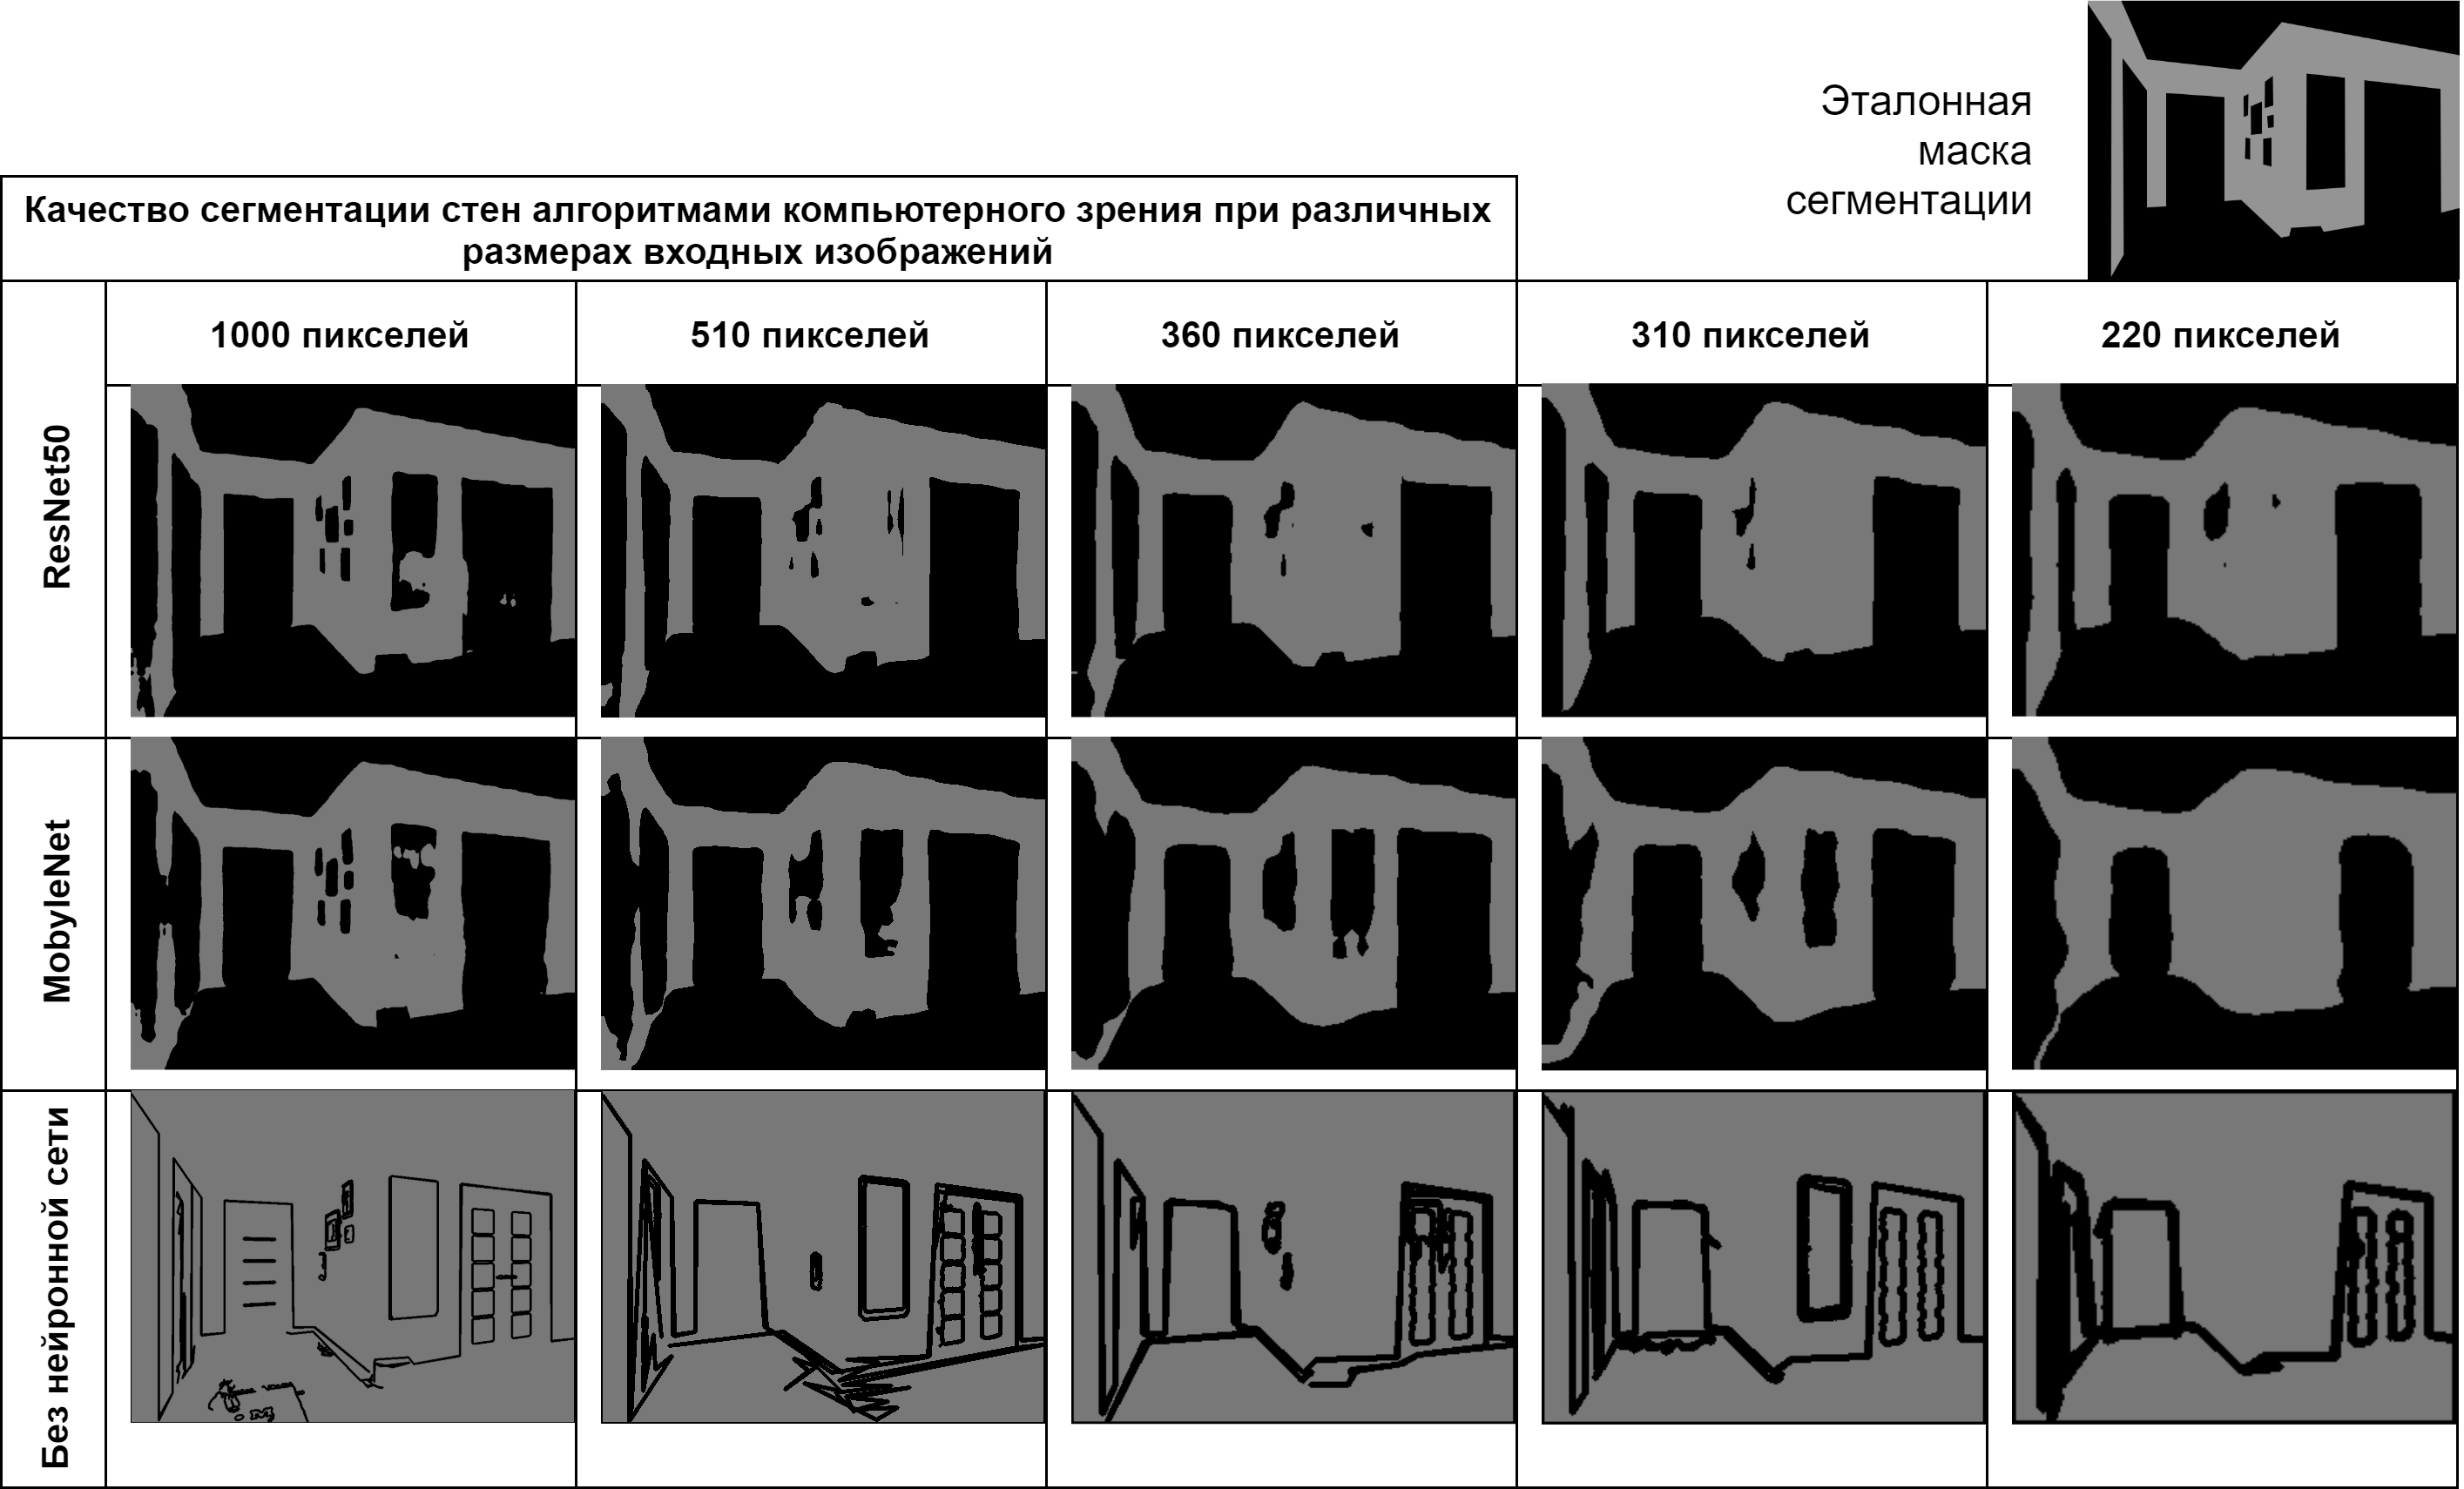 Эталонная
маска
сегментации
Качество сегментации стен алгоритмами компьютерного зрения при различных
размерах входных изображений
1000 пикселей
510 пикселей
360 пикселей
310 пикселей
220 пикселей
ResNet50
MobyleNet
Без нейронной сети